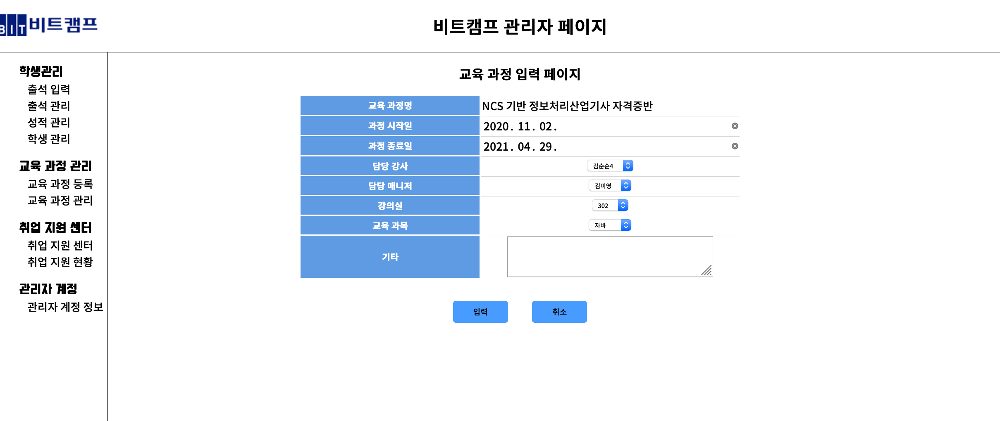 BIT비트캠프
비트캠프 관리자 페이지
학생관리
출석 입력
출석 관리
성적 관리
학생 관리
교육 과정 관리
교육 과정 등록
교육 과정 관리
취업 지원 센터
취업 지원 센터
취업 지원 현황
관리자 계정
관리자 계정 정보
교육 과정 입력 페이지
교육 과정명 NCS 기반 정보처리산업기사 자격증반
과정 시작일 2020. 11. 02.
과정 종료일 2021. 04. 29.
담당 강사 김순순4
담당 매니저 김미영
강의실 302
교육 과목 자바
기타
입력 취소